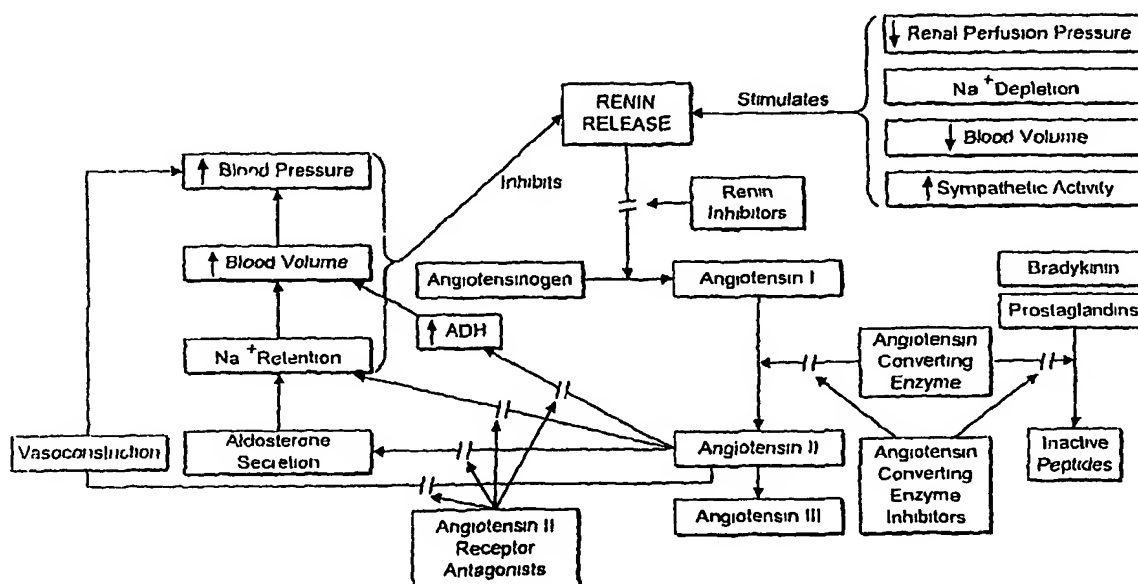 ↓ Renal Perfusion Pressure
Na + Depletion
↓ Blood Volume
↑ Sympathetic Activity
Stimulates
RENIN
RELEASE
Inhibits
↑ Blood Pressure
↑ Blood Volume
Na + Retention
Aldosterone
Secretion
Vasoconstriction
Renin
Inhibitors
Angiotensinogen
Angiotensin I
↑ ADH
Bradykinin
Prostaglandins
Angiotensin
Converting
Enzyme
Angiotensin II
Angiotensin III
Angiotensin
Converting
Enzyme
Inhibitors
Inactive
Peptides
Angiotensin II
Receptor
Antagonists